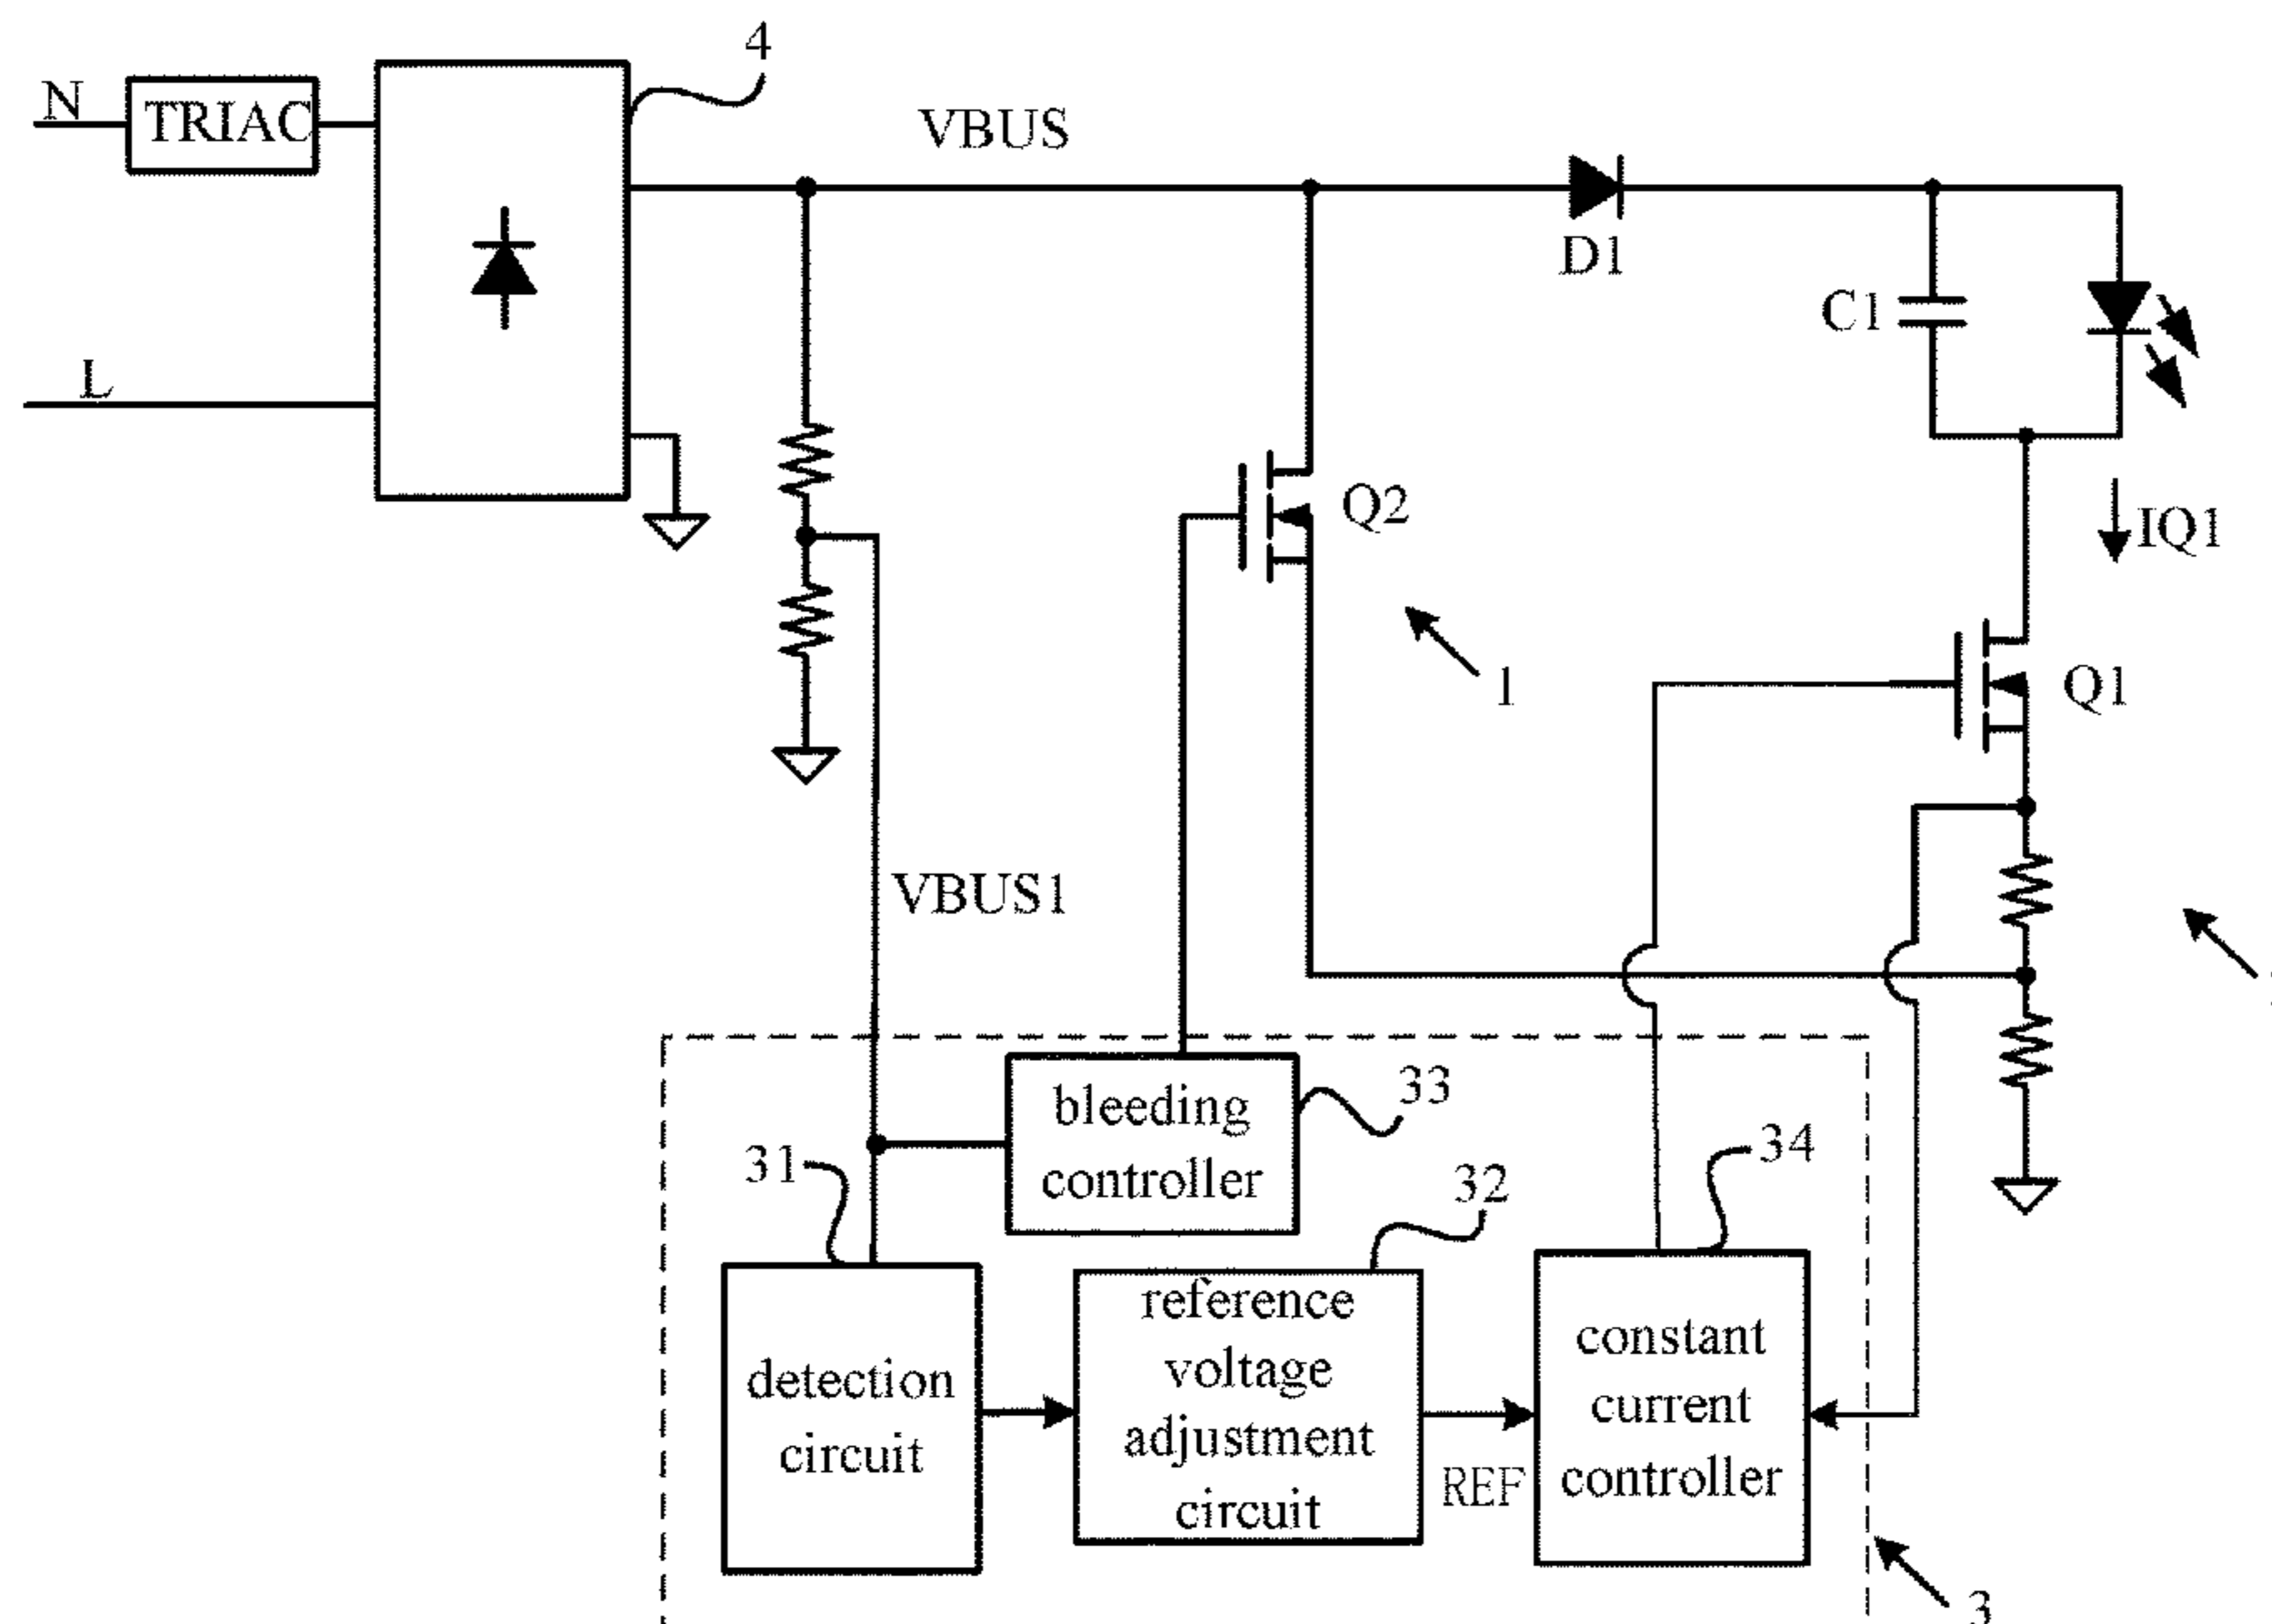 4
N
TRIAC
VBUS
D1
L
C1
Q2
IQ1
1
Q1
VBUS1
33
bleeding
controller
31
34
32
reference
voltage
adjustment
circuit
detection
circuit
constant
current
controller
REF
3